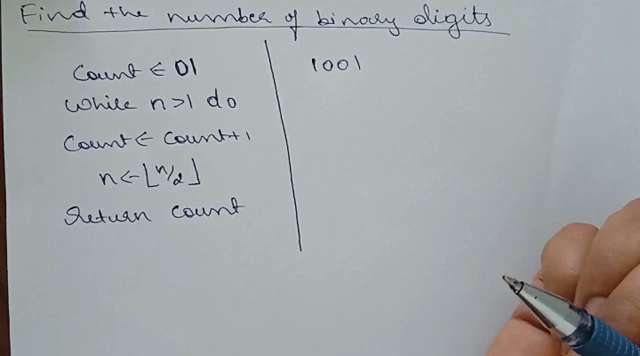 Find the number of binary digits
Count ← 01
While n>1 do
Count ← Count+1
n ← ⌊n/2⌋
Return count
1001